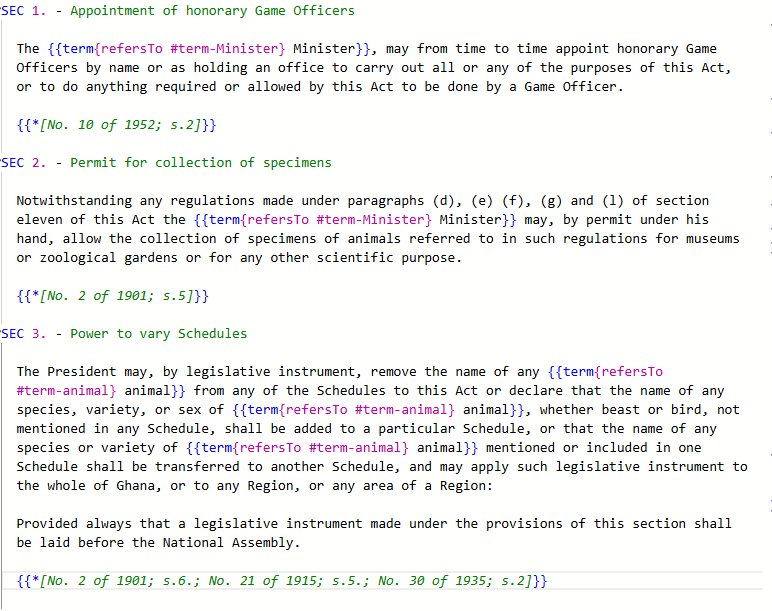 SEC 1. - Appointment of honorary Game Officers
The {{term{refersTo #term-Minister} Minister}}, may from time to time appoint honorary Game
Officers by name or as holding an office to carry out all or any of the purposes of this Act,
or to do anything required or allowed by this Act to be done by a Game Officer.
{{*[No. 10 of 1952; s.2]}}
SEC 2. - Permit for collection of specimens
Notwithstanding any regulations made under paragraphs (d), (e) (f), (g) and (l) of section
eleven of this Act the {{term{refersTo #term-Minister} Minister}} may, by permit under his
hand, allow the collection of specimens of animals referred to in such regulations for museums
or zoological gardens or for any other scientific purpose.
{{*[No. 2 of 1901; s.5]}}
SEC 3. - Power to vary Schedules
The President may, by legislative instrument, remove the name of any {{term{refersTo
#term-animal} animal}} from any of the Schedules to this Act or declare that the name of any
species, variety, or sex of {{term{refersTo #term-animal} animal}}, whether beast or bird, not
mentioned in any Schedule, shall be added to a particular Schedule, or that the name of any
species or variety of {{term{refersTo #term-animal} animal}} mentioned or included in one
Schedule shall be transferred to another Schedule, and may apply such legislative instrument to
the whole of Ghana, or to any Region, or any area of a Region:
Provided always that a legislative instrument made under the provisions of this section shall
be laid before the National Assembly.
{{*[No. 2 of 1901; s.6.; No. 21 of 1915; s.5.; No. 30 of 1935; s.2]}}